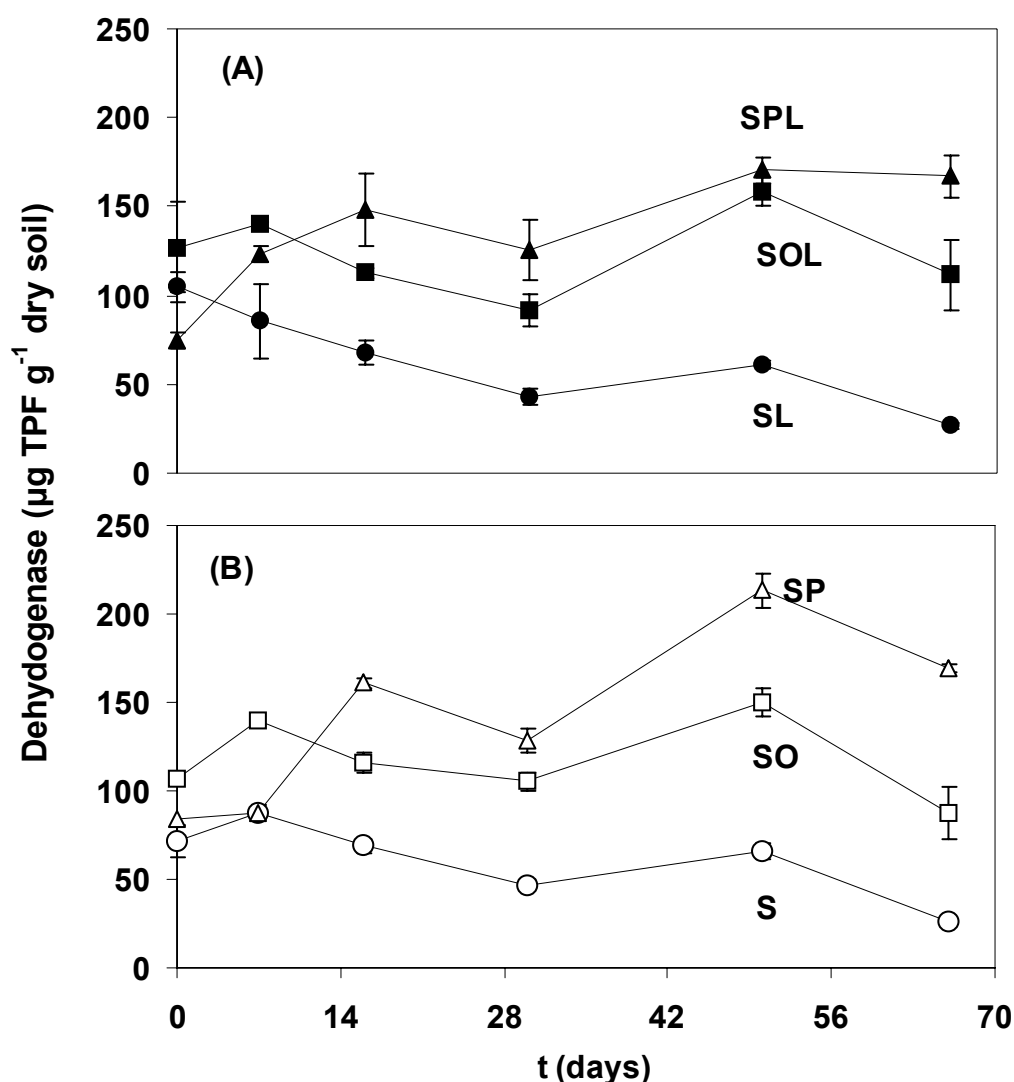 Dehydogenase (µg TPF g⁻¹ dry soil)
250
200
150
100
50
0
(A)
SPL
SOL
SL
250
200
150
100
50
0
(B)
SP
SO
S
0 14 28 42 56 70
t (days)